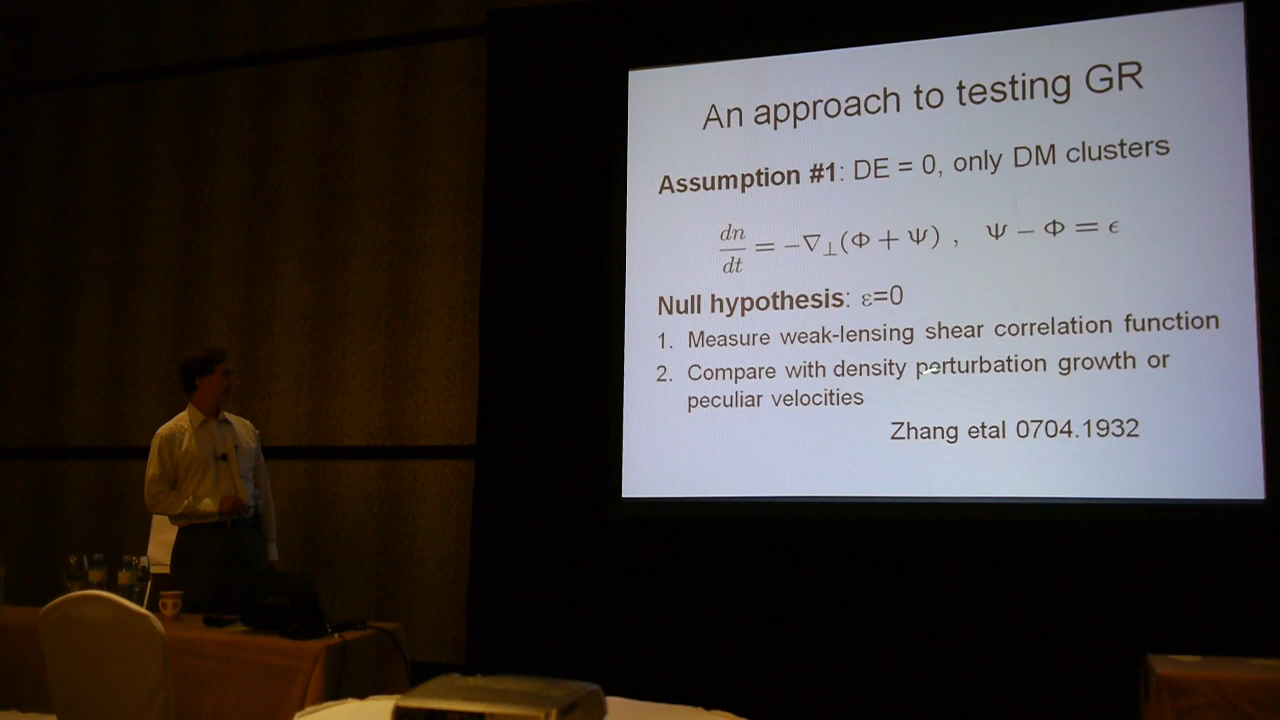 An approach to testing GR
Assumption #1: DE = 0, only DM clusters
dn/dt = −∇⊥(Φ + Ψ) , Ψ − Φ = ϵ
Null hypothesis: ε=0
1. Measure weak-lensing shear correlation function
2. Compare with density perturbation growth or
peculiar velocities
Zhang etal 0704.1932